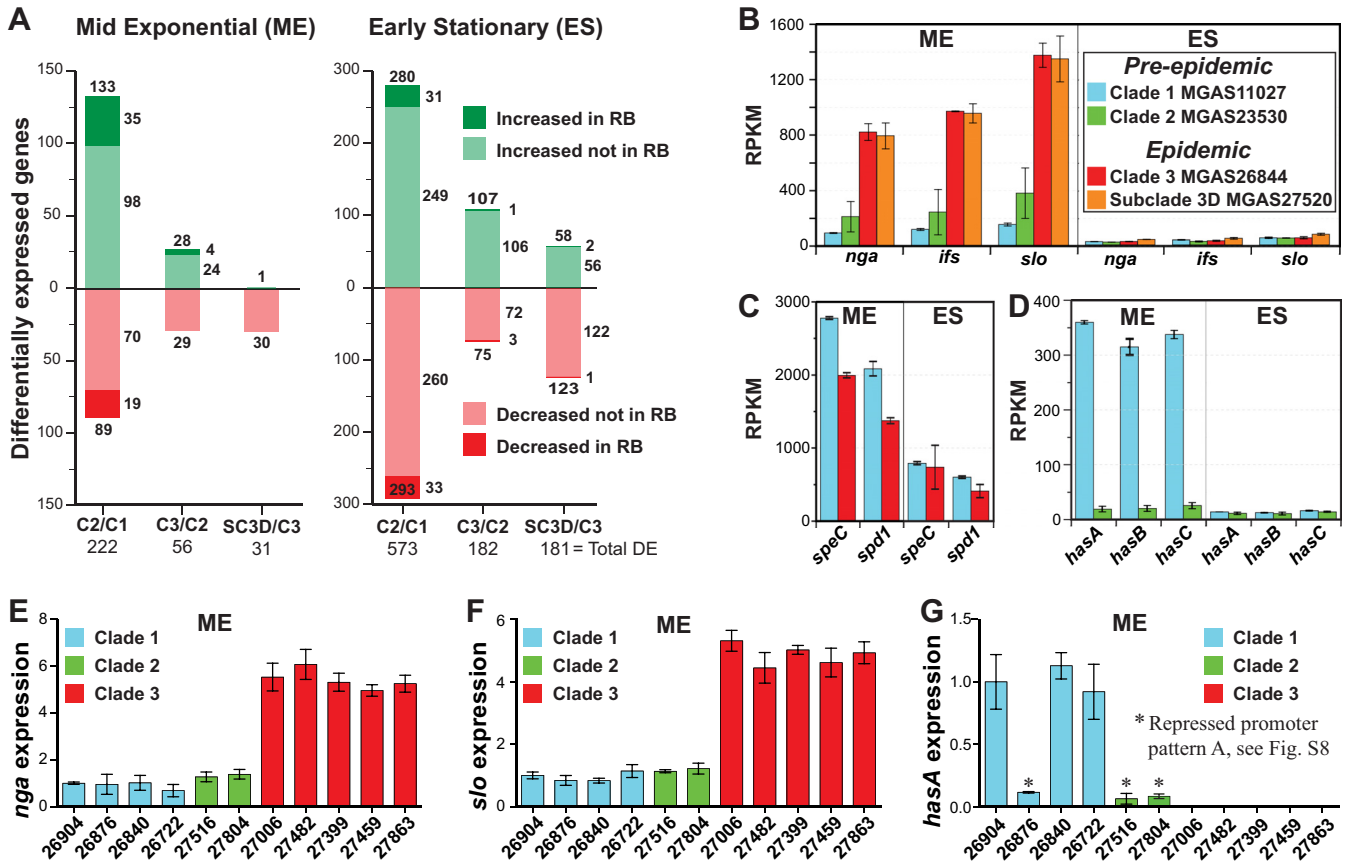 A
Mid Exponential (ME)
Early Stationary (ES)
Differentially expressed genes
150
100
50
0
50
100
150
133
35
98
70
19
89
28
4
24
29
1
30
C2/C1
C3/C2
SC3D/C3
222
56
31
300
200
100
0
100
200
300
280
31
249
260
293
33
107
1
106
72
3
75
58
2
56
122
1
123
Increased in RB
Increased not in RB
Decreased not in RB
Decreased in RB
C2/C1
C3/C2
SC3D/C3
573
182
181 = Total DE
B
ME
ES
RPKM
1600
1200
800
400
0
nga
ifs
slo
nga
ifs
slo
Pre-epidemic
Clade 1 MGAS11027
Clade 2 MGAS23530
Epidemic
Clade 3 MGAS26844
Subclade 3D MGAS27520
C
ME
ES
RPKM
3000
2000
1000
0
speC
spd1
speC
spd1
D
ME
ES
RPKM
400
300
200
100
0
hasA
hasB
hasC
hasA
hasB
hasC
E
ME
Clade 1
Clade 2
Clade 3
nga expression
8
6
4
2
0
26904
26876
26840
26722
27516
27804
27006
27482
27399
27459
27863
F
ME
Clade 1
Clade 2
Clade 3
slo expression
6
4
2
0
26904
26876
26840
26722
27516
27804
27006
27482
27399
27459
27863
G
ME
Clade 1
Clade 2
Clade 3
* Repressed promoter
pattern A, see Fig. S8
hasA expression
1.5
1.0
0.5
0.0
*
*
*
26904
26876
26840
26722
27516
27804
27006
27482
27399
27459
27863